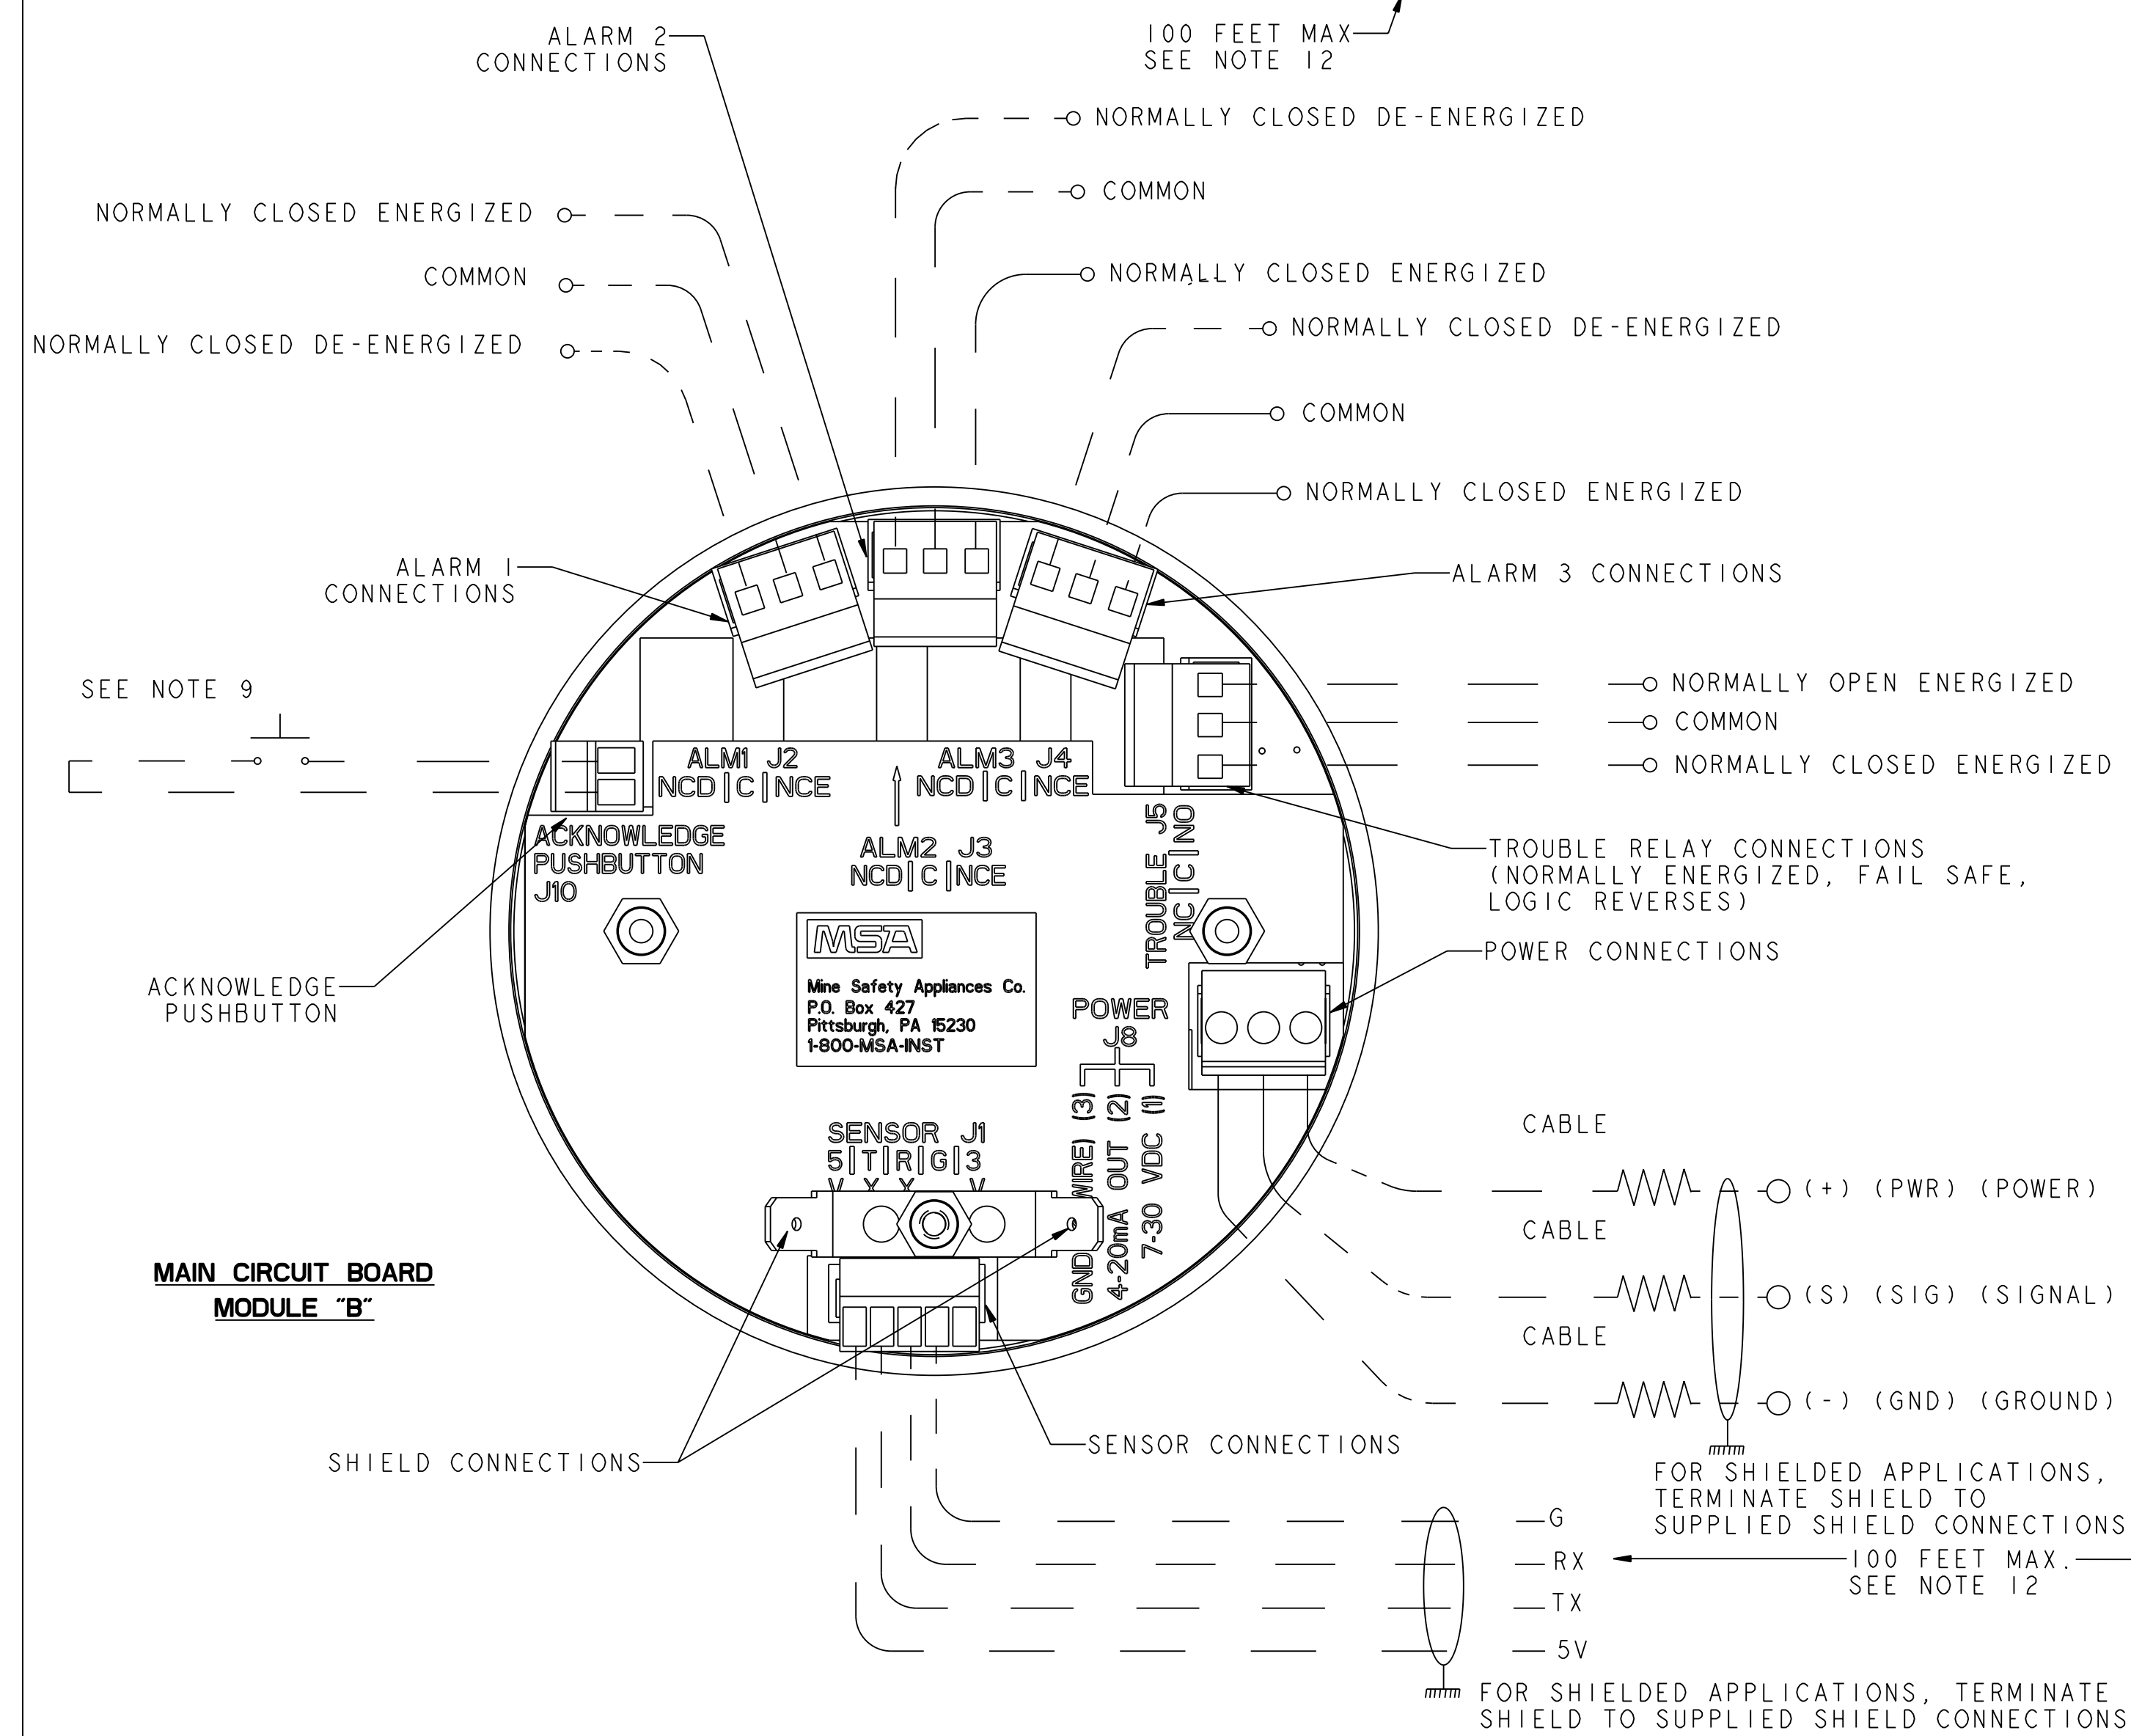 ALARM 2
CONNECTIONS
100 FEET MAX
SEE NOTE 12
NORMALLY CLOSED DE-ENERGIZED
COMMON
NORMALLY CLOSED ENERGIZED
NORMALLY CLOSED ENERGIZED
COMMON
NORMALLY CLOSED DE-ENERGIZED
NORMALLY CLOSED DE-ENERGIZED
COMMON
NORMALLY CLOSED ENERGIZED
ALARM 1
CONNECTIONS
ALARM 3 CONNECTIONS
SEE NOTE 9
NORMALLY OPEN ENERGIZED
COMMON
NORMALLY CLOSED ENERGIZED
ALM1 J2
NCD|C|NCE
ALM3 J4
NCD|C|NCE
ACKNOWLEDGE
PUSHBUTTON
J10
ALM2 J3
NCD|C|NCE
TROUBLE J5
NC|C|NO
TROUBLE RELAY CONNECTIONS
(NORMALLY ENERGIZED, FAIL SAFE,
LOGIC REVERSES)
POWER CONNECTIONS
ACKNOWLEDGE
PUSHBUTTON
MSA
Mine Safety Appliances Co.
P.O. Box 427
Pittsburgh, PA 15230
1-800-MSA-INST
POWER
J8
GND WIRE) (3)
4-20mA OUT (2)
7-30 VDC (1)
SENSOR J1
5|T|R|G|3
V X X V
CABLE
(+) (PWR) (POWER)
CABLE
(S) (SIG) (SIGNAL)
CABLE
(-) (GND) (GROUND)
MAIN CIRCUIT BOARD
MODULE "B"
SHIELD CONNECTIONS
SENSOR CONNECTIONS
FOR SHIELDED APPLICATIONS,
TERMINATE SHIELD TO
SUPPLIED SHIELD CONNECTIONS
G
RX
TX
5V
100 FEET MAX.
SEE NOTE 12
FOR SHIELDED APPLICATIONS, TERMINATE
SHIELD TO SUPPLIED SHIELD CONNECTIONS